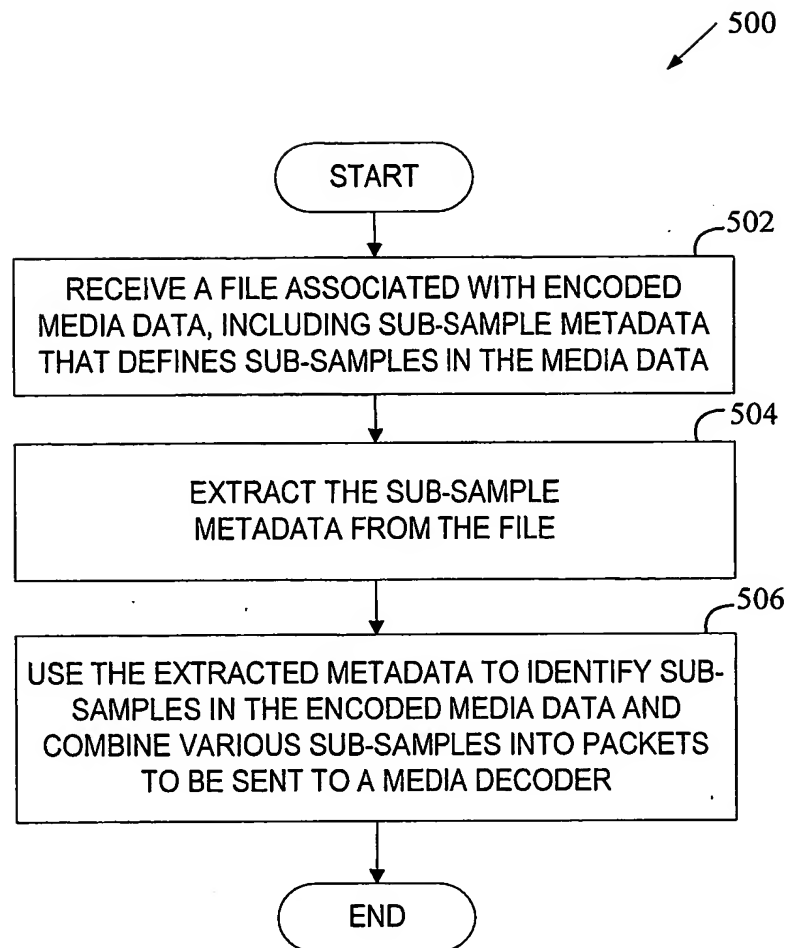 500
START
502
RECEIVE A FILE ASSOCIATED WITH ENCODED
MEDIA DATA, INCLUDING SUB-SAMPLE METADATA
THAT DEFINES SUB-SAMPLES IN THE MEDIA DATA
504
EXTRACT THE SUB-SAMPLE
METADATA FROM THE FILE
506
USE THE EXTRACTED METADATA TO IDENTIFY SUB-
SAMPLES IN THE ENCODED MEDIA DATA AND
COMBINE VARIOUS SUB-SAMPLES INTO PACKETS
TO BE SENT TO A MEDIA DECODER
END